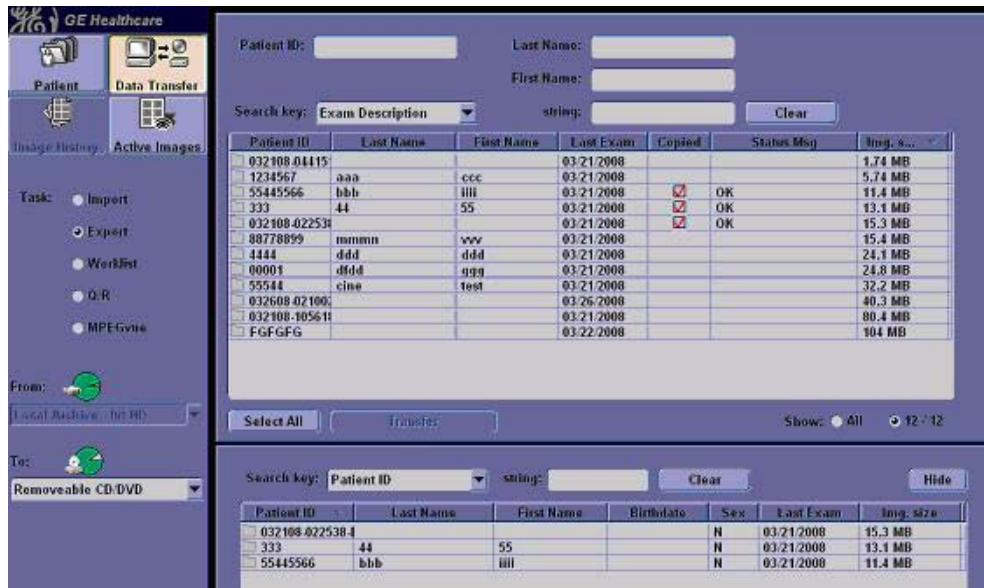 GE Healthcare
Patient
Data Transfer
Image History
Active Images
Task:
Import
Export
Worklist
Q/R
MPEGvue
From:
Local Archive - Int HD
To:
Removeable CD/DVD
Patient ID:
Last Name:
First Name:
Search key: Exam Description string: Clear
Patient ID Last Name First Name Last Exam Copied Status Msg Img. s...
032108-04415 03/21/2008 1.74 MB
1234567 aaa ccc 03/21/2008 5.74 MB
55445566 bbb iiii 03/21/2008 OK 11.4 MB
333 44 55 03/21/2008 OK 13.1 MB
032108-02253 03/21/2008 OK 15.3 MB
88778899 mmmn vvv 03/21/2008 15.4 MB
4444 ddd ddd 03/21/2008 24.1 MB
00001 dfdd ggg 03/21/2008 24.8 MB
55544 cine test 03/21/2008 32.2 MB
032608-02100 03/26/2008 40.3 MB
032108-10561 03/21/2008 80.4 MB
FGFGFG 03/22/2008 104 MB
Select All Transfer Show: All 12 / 12
Search key: Patient ID string: Clear Hide
Patient ID Last Name First Name Birthdate Sex Last Exam Img. size
032108-022538 N 03/21/2008 15.3 MB
333 44 55 N 03/21/2008 13.1 MB
55445566 bbb iiii N 03/21/2008 11.4 MB